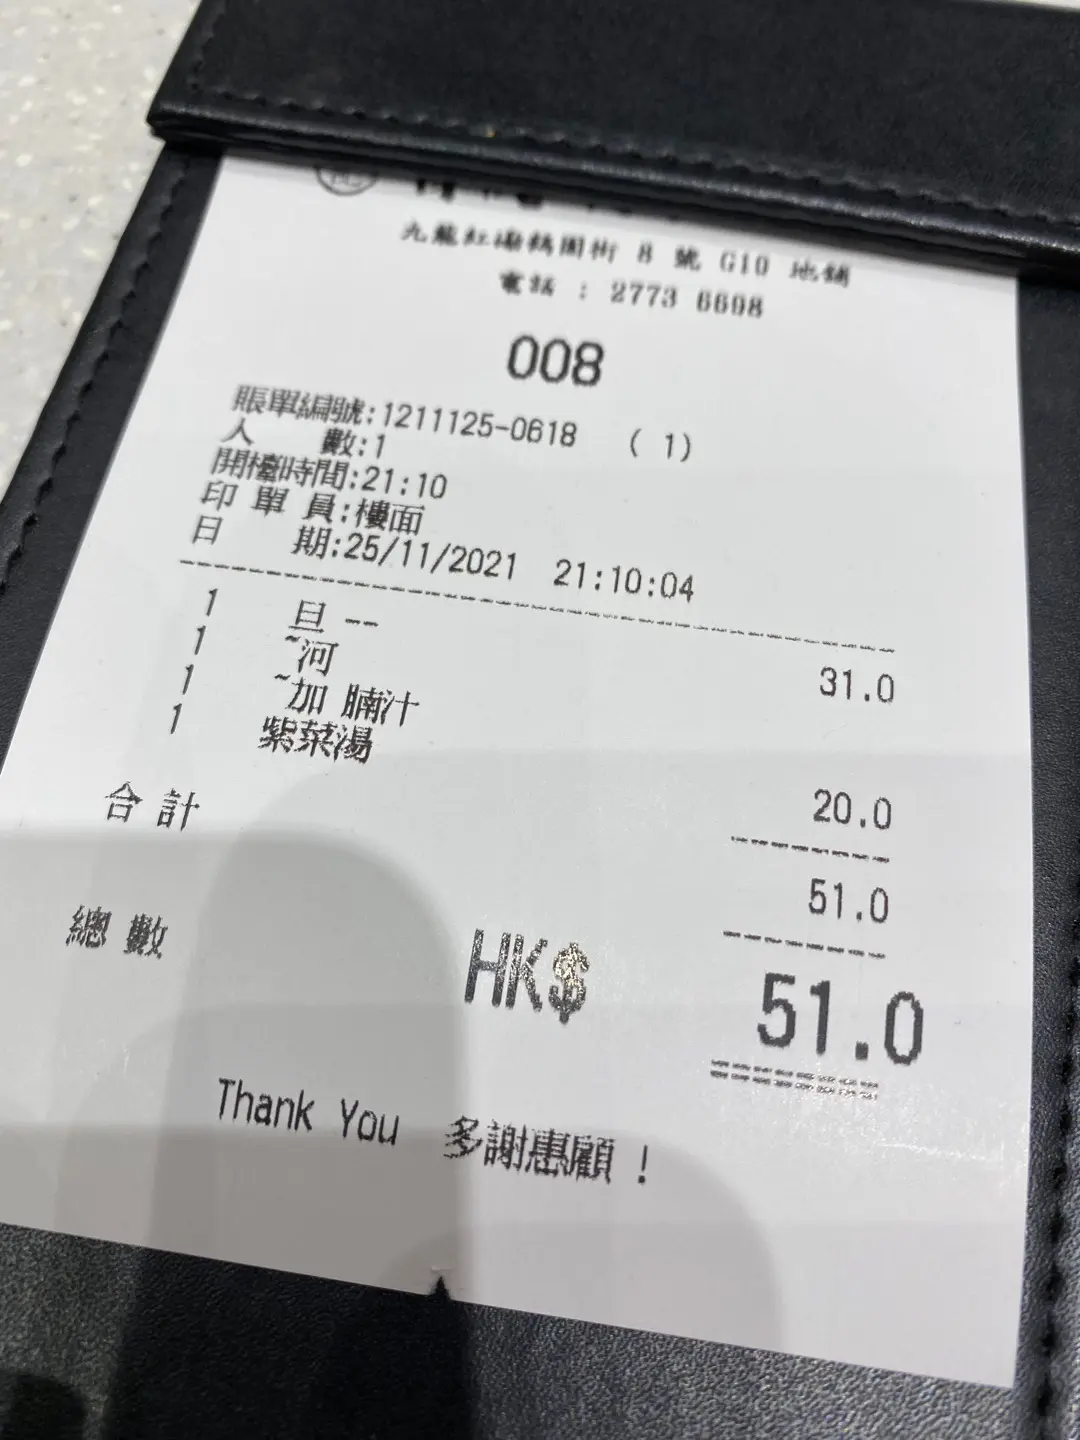 九龍紅磡鶴園街 8 號 G10 地鋪
電話 : 2773 6698
008
賬單編號:1211125-0618 ( 1)
人 數:1
開檯時間:21:10
印 單 員:樓面
日 期:25/11/2021 21:10:04
1 旦 --
1 ~河 31.0
1 ~加 腩汁
1 紫菜湯
20.0
合 計 51.0
總 數 HK$ 51.0
Thank You 多謝惠顧 !